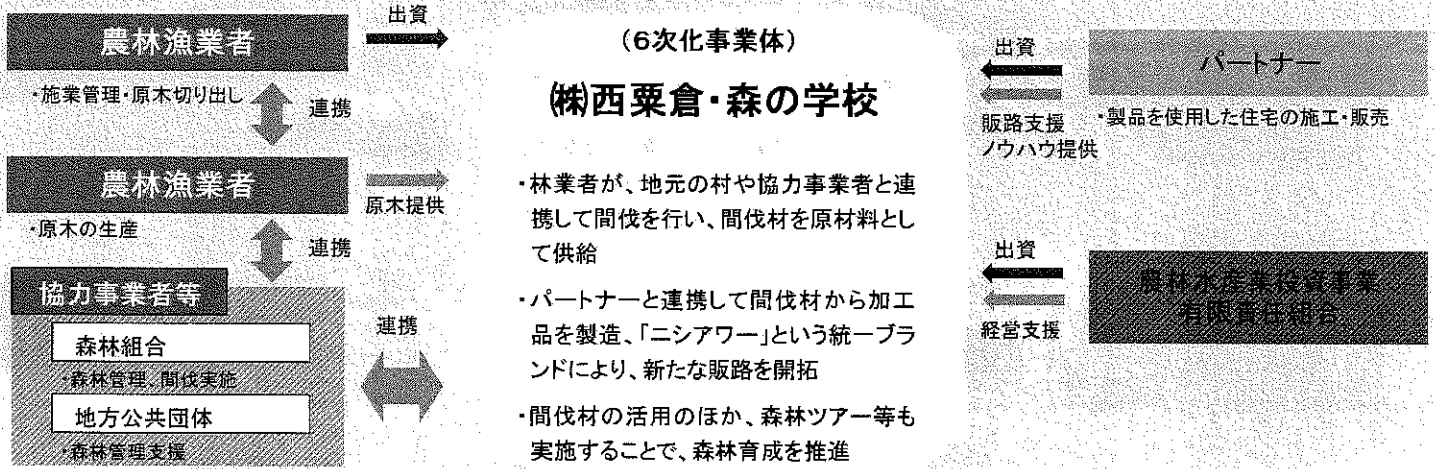 農林漁業者
・施業管理・原木切り出し
連携
農林漁業者
・原木の生産
連携
協力事業者等
森林組合
・森林管理、間伐実施
地方公共団体
・森林管理支援
出資
原木提供
連携
（6次化事業体）
㈱西粟倉・森の学校
・林業者が、地元の村や協力事業者と連
携して間伐を行い、間伐材を原材料とし
て供給
・パートナーと連携して間伐材から加工
品を製造、「ニシアワー」という統一ブラ
ンドにより、新たな販路を開拓
・間伐材の活用のほか、森林ツアー等も
実施することで、森林育成を推進
出資
販路支援
ノウハウ提供
パートナー
・製品を使用した住宅の施工・販売
出資
経営支援
農林水産業投資事業
有限責任組合